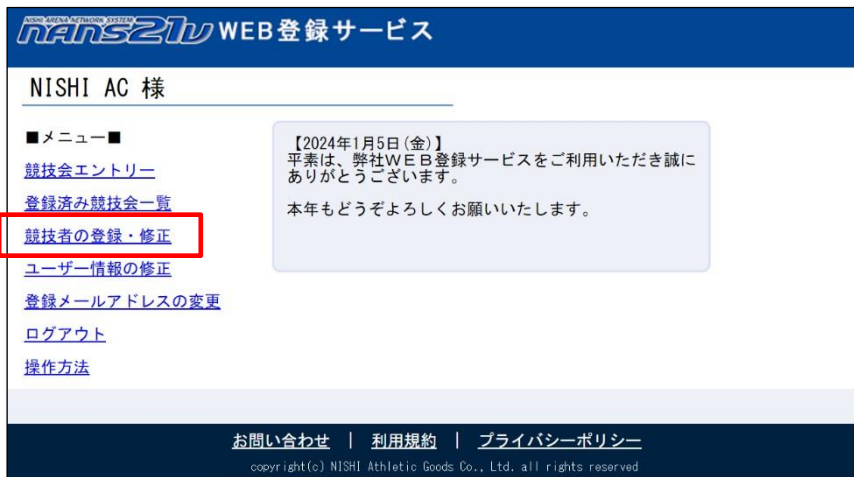 NISHI ARENA NETWORK SYSTEM
nans21v WEB登録サービス
NISHI AC 様
■メニュー■
競技会エントリー
登録済み競技会一覧
競技者の登録・修正
ユーザー情報の修正
登録メールアドレスの変更
ログアウト
操作方法
【2024年1月5日(金)】
平素は、弊社WEB登録サービスをご利用いただき誠に
ありがとうございます。
本年もどうぞよろしくお願いいたします。
お問い合わせ | 利用規約 | プライバシーポリシー
copyright(c) NISHI Athletic Goods Co., Ltd. all rights reserved